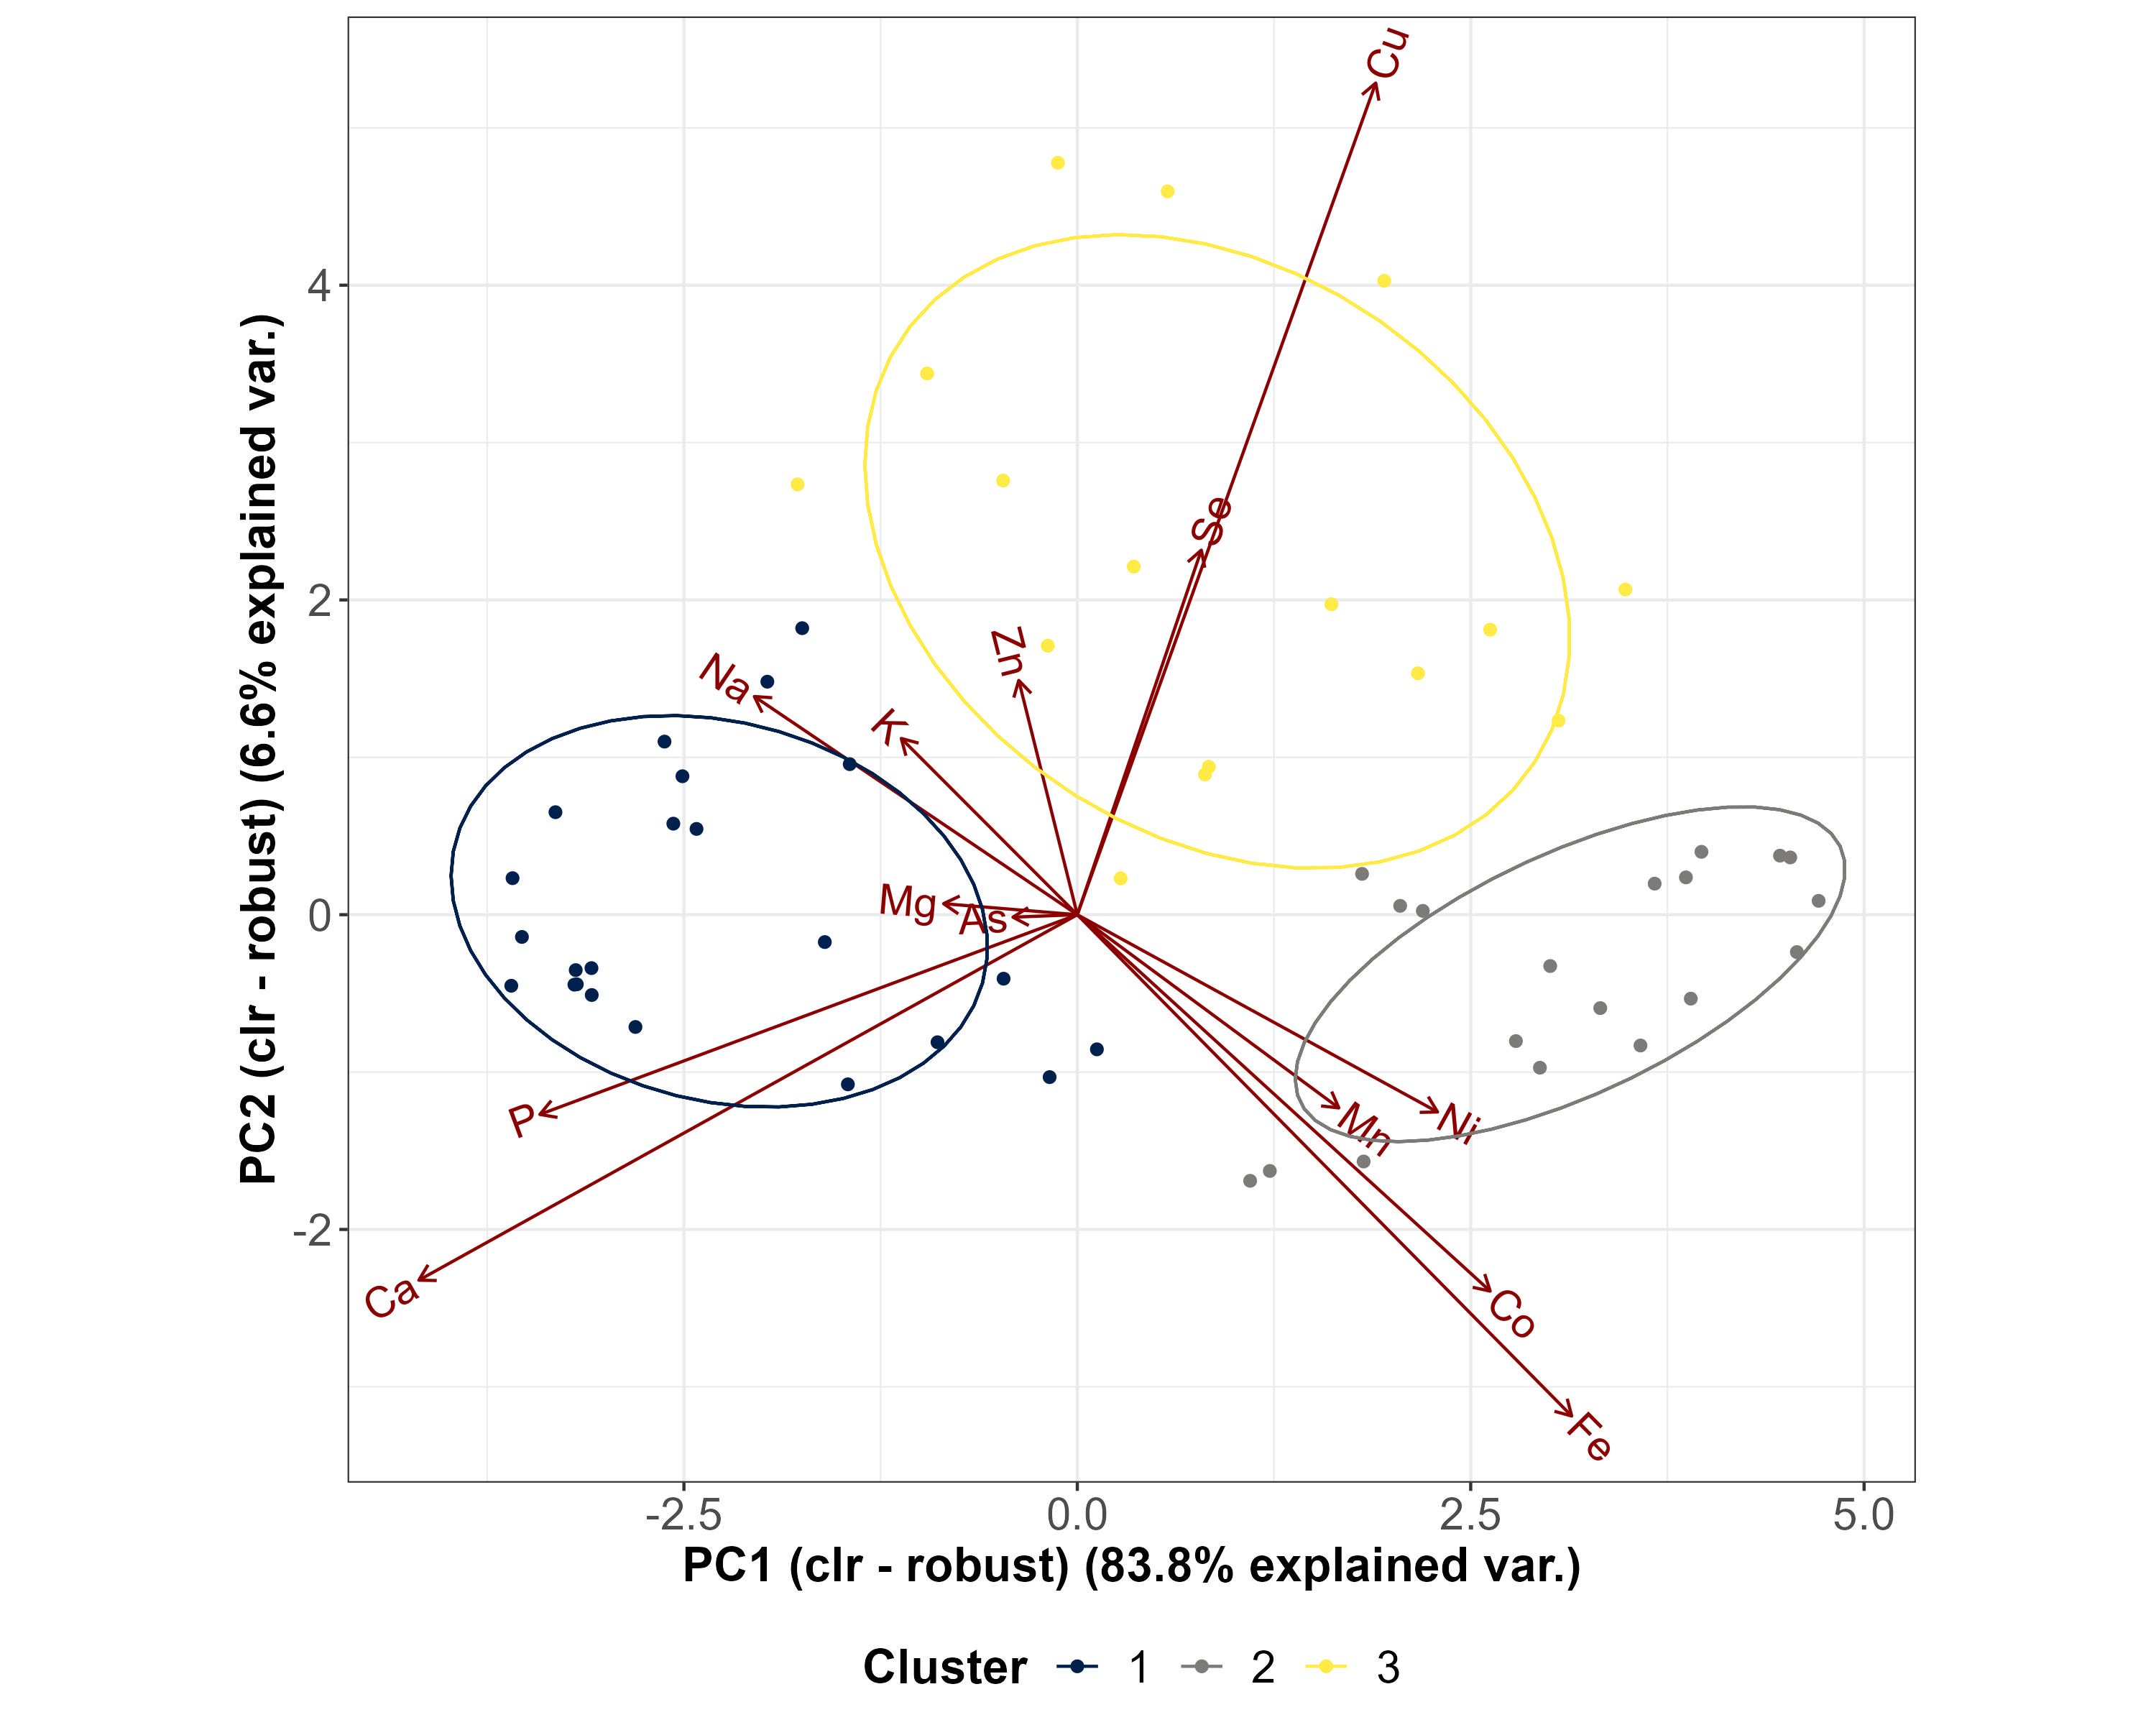 Cu
4
Se
2
Zn
Na
K
Mg
As
0
P
Mn
Ni
-2
Ca
Co
Fe
PC2 (clr - robust) (6.6% explained var.)
-2.5 0.0 2.5 5.0
PC1 (clr - robust) (83.8% explained var.)
Cluster 1 2 3